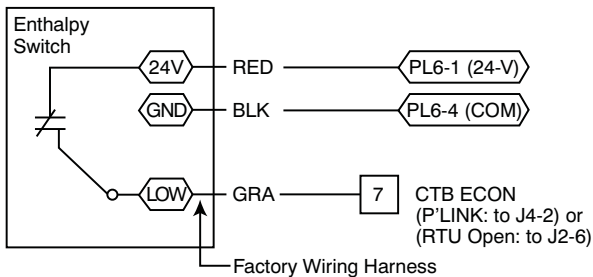 Enthalpy
Switch
24V RED PL6-1 (24-V)
GND BLK PL6-4 (COM)
LOW GRA 7 CTB ECON
(P'LINK: to J4-2) or
(RTU Open: to J2-6)
Factory Wiring Harness